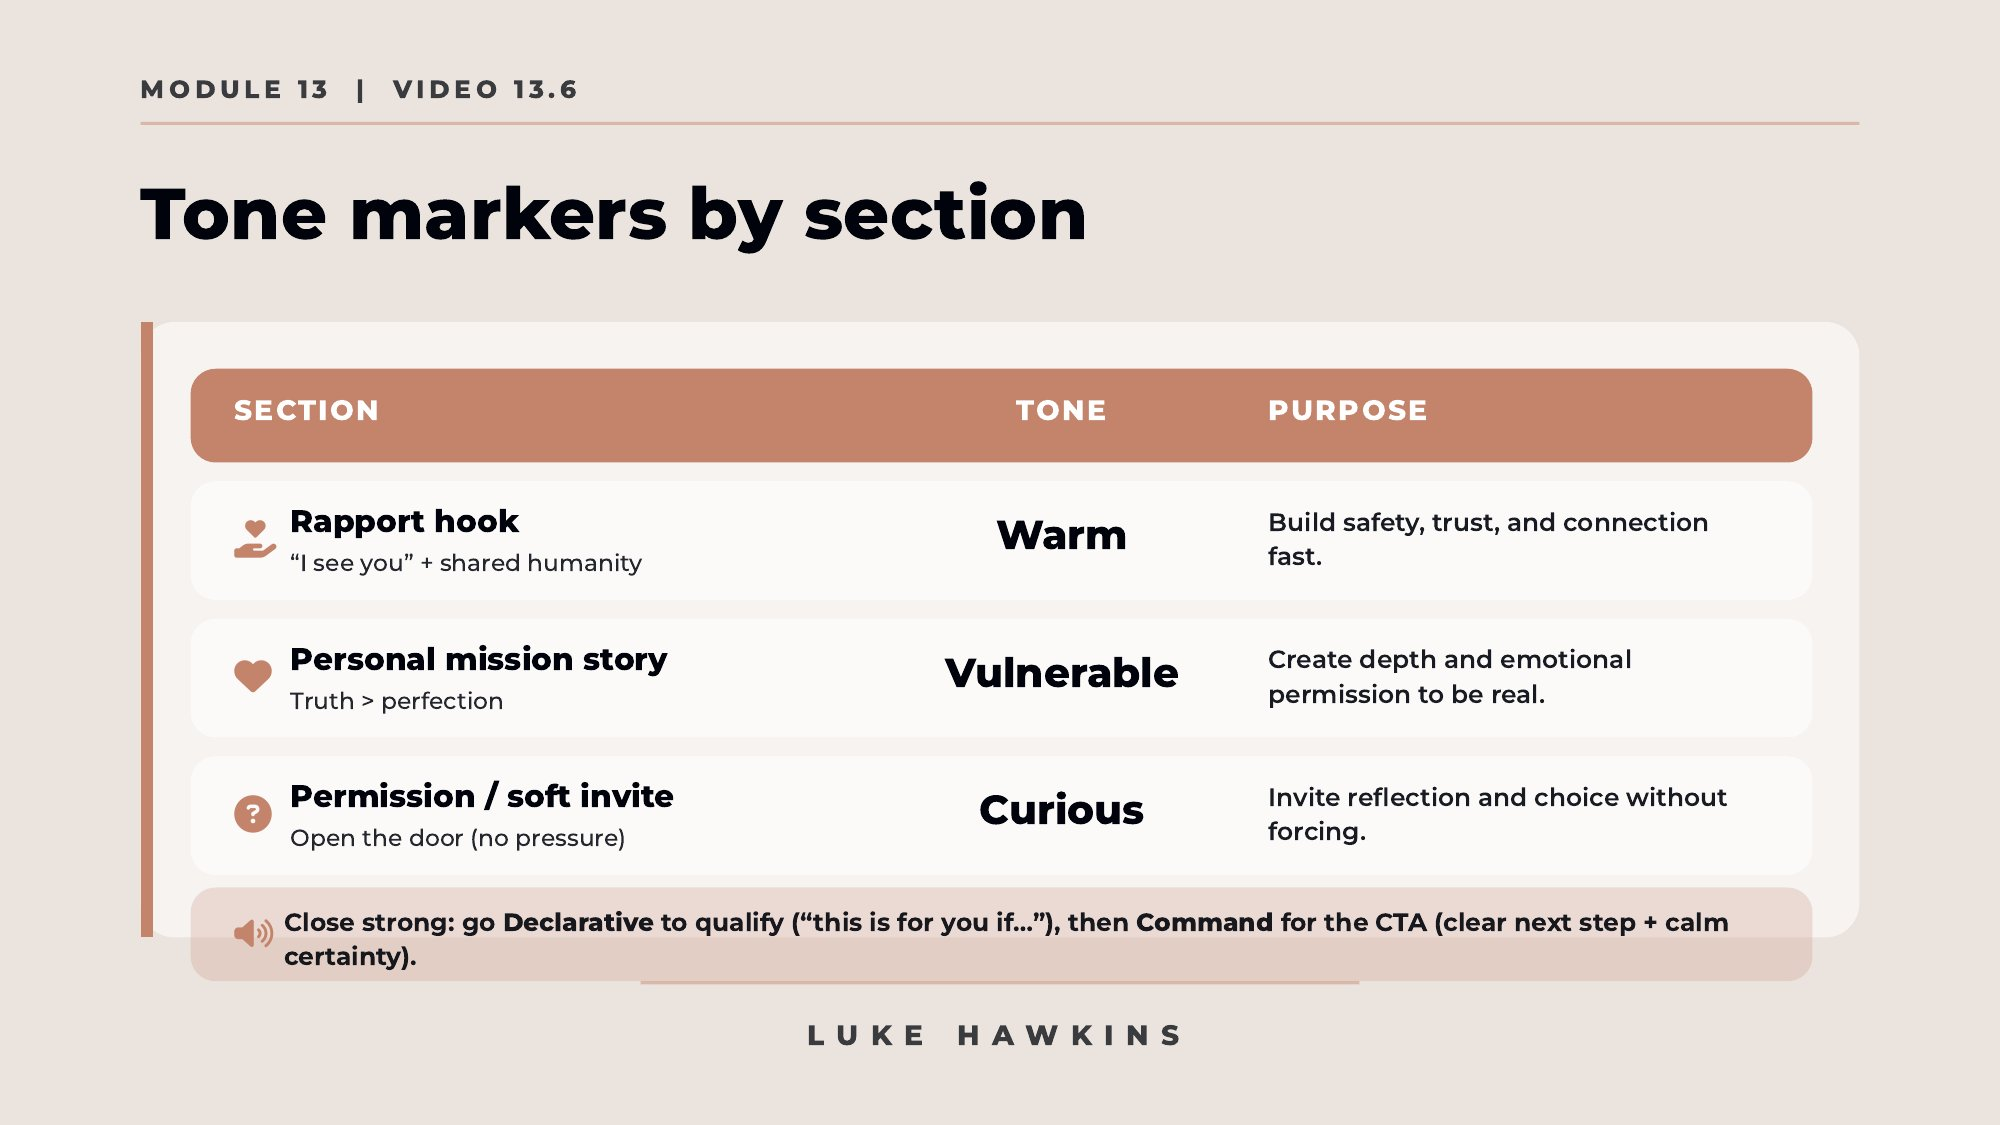 MODULE 13 | VIDEO 13.6
Tone markers by section
SECTION TONE PURPOSE
Rapport hook
“I see you” + shared humanity
Warm
Build safety, trust, and connection
fast.
Personal mission story
Truth > perfection
Vulnerable
Create depth and emotional
permission to be real.
Permission / soft invite
Open the door (no pressure)
Curious
Invite reflection and choice without
forcing.
Close strong: go Declarative to qualify (“this is for you if...”), then Command for the CTA (clear next step + calm
certainty).
LUKE HAWKINS